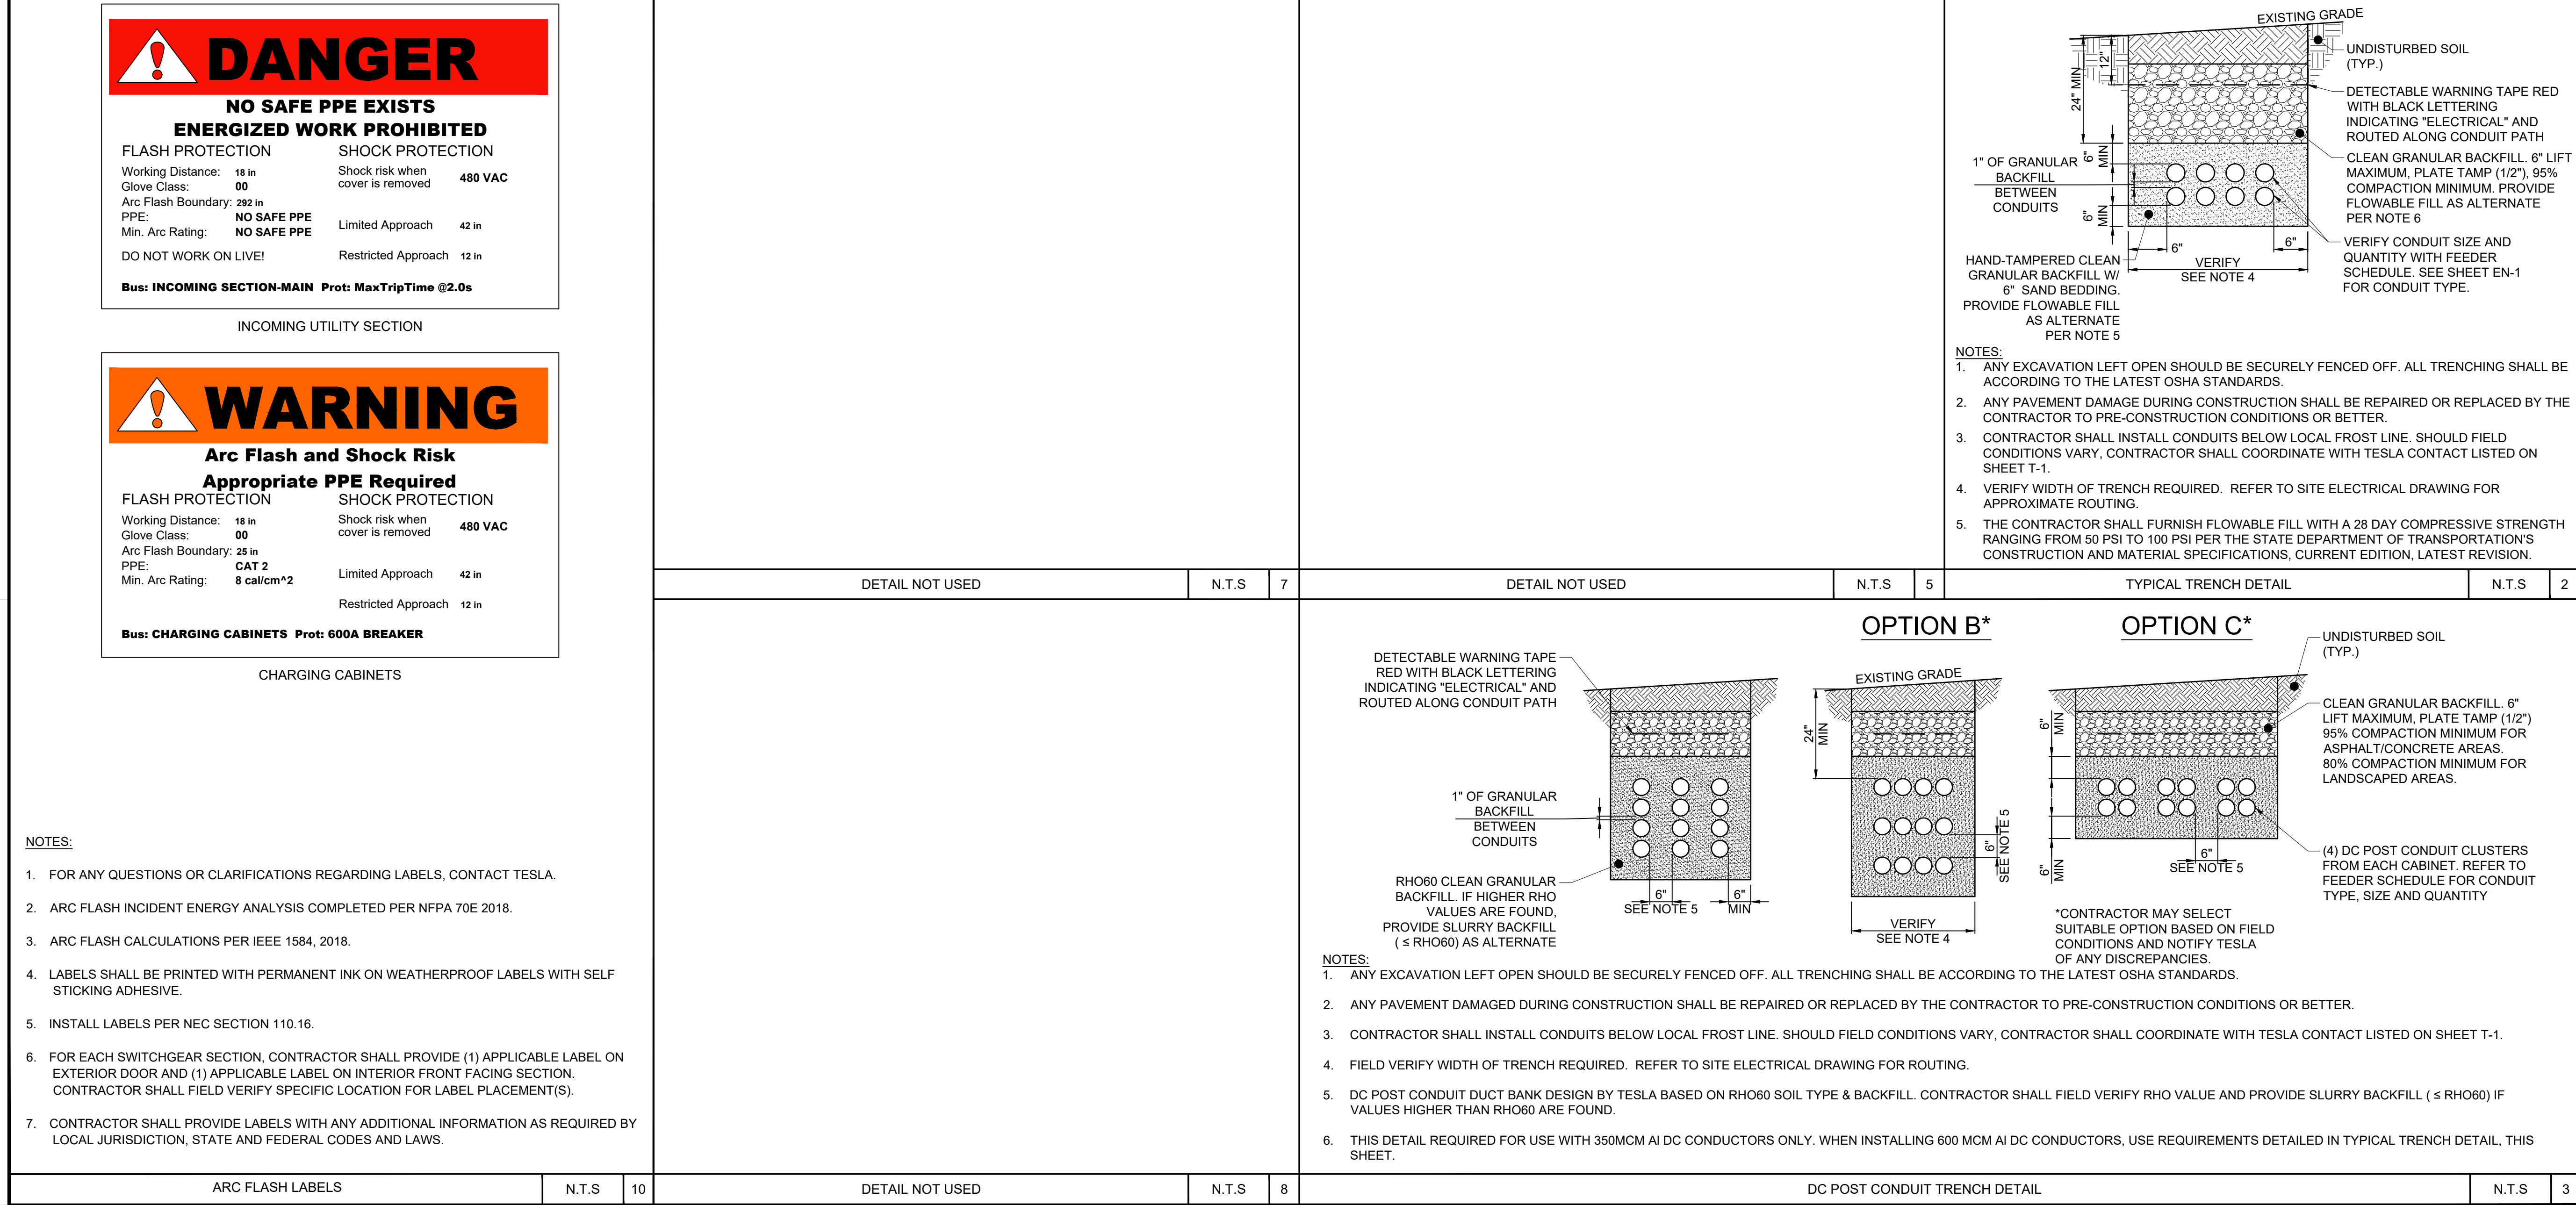 DANGER
NO SAFE PPE EXISTS
ENERGIZED WORK PROHIBITED
FLASH PROTECTION
Working Distance: 18 in
Glove Class: 00
Arc Flash Boundary: 292 in
PPE: NO SAFE PPE
Min. Arc Rating: NO SAFE PPE
DO NOT WORK ON LIVE!
SHOCK PROTECTION
Shock risk when
cover is removed 480 VAC
Limited Approach 42 in
Restricted Approach 12 in
Bus: INCOMING SECTION-MAIN Prot: MaxTripTime @2.0s
INCOMING UTILITY SECTION
WARNING
Arc Flash and Shock Risk
Appropriate PPE Required
FLASH PROTECTION
Working Distance: 18 in
Glove Class: 00
Arc Flash Boundary: 25 in
PPE: CAT 2
Min. Arc Rating: 8 cal/cm^2
SHOCK PROTECTION
Shock risk when
cover is removed 480 VAC
Limited Approach 42 in
Restricted Approach 12 in
Bus: CHARGING CABINETS Prot: 600A BREAKER
CHARGING CABINETS
NOTES:
1. FOR ANY QUESTIONS OR CLARIFICATIONS REGARDING LABELS, CONTACT TESLA.
2. ARC FLASH INCIDENT ENERGY ANALYSIS COMPLETED PER NFPA 70E 2018.
3. ARC FLASH CALCULATIONS PER IEEE 1584, 2018.
4. LABELS SHALL BE PRINTED WITH PERMANENT INK ON WEATHERPROOF LABELS WITH SELF
STICKING ADHESIVE.
5. INSTALL LABELS PER NEC SECTION 110.16.
6. FOR EACH SWITCHGEAR SECTION, CONTRACTOR SHALL PROVIDE (1) APPLICABLE LABEL ON
EXTERIOR DOOR AND (1) APPLICABLE LABEL ON INTERIOR FRONT FACING SECTION.
CONTRACTOR SHALL FIELD VERIFY SPECIFIC LOCATION FOR LABEL PLACEMENT(S).
7. CONTRACTOR SHALL PROVIDE LABELS WITH ANY ADDITIONAL INFORMATION AS REQUIRED BY
LOCAL JURISDICTION, STATE AND FEDERAL CODES AND LAWS.
ARC FLASH LABELS N.T.S 10
DETAIL NOT USED N.T.S 7
DETAIL NOT USED N.T.S 8
DETAIL NOT USED N.T.S 5
EXISTING GRADE
UNDISTURBED SOIL
(TYP.)
DETECTABLE WARNING TAPE RED
WITH BLACK LETTERING
INDICATING "ELECTRICAL" AND
ROUTED ALONG CONDUIT PATH
CLEAN GRANULAR BACKFILL. 6" LIFT
MAXIMUM, PLATE TAMP (1/2"), 95%
COMPACTION MINIMUM. PROVIDE
FLOWABLE FILL AS ALTERNATE
PER NOTE 6
VERIFY CONDUIT SIZE AND
QUANTITY WITH FEEDER
SCHEDULE. SEE SHEET EN-1
FOR CONDUIT TYPE.
12"
24" MIN
6"
MIN
6"
MIN
1" OF GRANULAR
BACKFILL
BETWEEN
CONDUITS
6"
6"
VERIFY
SEE NOTE 4
HAND-TAMPERED CLEAN
GRANULAR BACKFILL W/
6" SAND BEDDING.
PROVIDE FLOWABLE FILL
AS ALTERNATE
PER NOTE 5
NOTES:
1. ANY EXCAVATION LEFT OPEN SHOULD BE SECURELY FENCED OFF. ALL TRENCHING SHALL BE
ACCORDING TO THE LATEST OSHA STANDARDS.
2. ANY PAVEMENT DAMAGE DURING CONSTRUCTION SHALL BE REPAIRED OR REPLACED BY THE
CONTRACTOR TO PRE-CONSTRUCTION CONDITIONS OR BETTER.
3. CONTRACTOR SHALL INSTALL CONDUITS BELOW LOCAL FROST LINE. SHOULD FIELD
CONDITIONS VARY, CONTRACTOR SHALL COORDINATE WITH TESLA CONTACT LISTED ON
SHEET T-1.
4. VERIFY WIDTH OF TRENCH REQUIRED. REFER TO SITE ELECTRICAL DRAWING FOR
APPROXIMATE ROUTING.
5. THE CONTRACTOR SHALL FURNISH FLOWABLE FILL WITH A 28 DAY COMPRESSIVE STRENGTH
RANGING FROM 50 PSI TO 100 PSI PER THE STATE DEPARTMENT OF TRANSPORTATION'S
CONSTRUCTION AND MATERIAL SPECIFICATIONS, CURRENT EDITION, LATEST REVISION.
TYPICAL TRENCH DETAIL N.T.S 2
DETECTABLE WARNING TAPE
RED WITH BLACK LETTERING
INDICATING "ELECTRICAL" AND
ROUTED ALONG CONDUIT PATH
1" OF GRANULAR
BACKFILL
BETWEEN
CONDUITS
RHO60 CLEAN GRANULAR
BACKFILL. IF HIGHER RHO
VALUES ARE FOUND,
PROVIDE SLURRY BACKFILL
( ≤ RHO60) AS ALTERNATE
6"
SEE NOTE 5
6"
MIN
OPTION B*
EXISTING GRADE
24"
MIN
6"
SEE NOTE 5
VERIFY
SEE NOTE 4
OPTION C*
6"
MIN
6"
MIN
6"
SEE NOTE 5
UNDISTURBED SOIL
(TYP.)
CLEAN GRANULAR BACKFILL. 6"
LIFT MAXIMUM, PLATE TAMP (1/2")
95% COMPACTION MINIMUM FOR
ASPHALT/CONCRETE AREAS.
80% COMPACTION MINIMUM FOR
LANDSCAPED AREAS.
(4) DC POST CONDUIT CLUSTERS
FROM EACH CABINET. REFER TO
FEEDER SCHEDULE FOR CONDUIT
TYPE, SIZE AND QUANTITY
*CONTRACTOR MAY SELECT
SUITABLE OPTION BASED ON FIELD
CONDITIONS AND NOTIFY TESLA
OF ANY DISCREPANCIES.
NOTES:
1. ANY EXCAVATION LEFT OPEN SHOULD BE SECURELY FENCED OFF. ALL TRENCHING SHALL BE ACCORDING TO THE LATEST OSHA STANDARDS.
2. ANY PAVEMENT DAMAGED DURING CONSTRUCTION SHALL BE REPAIRED OR REPLACED BY THE CONTRACTOR TO PRE-CONSTRUCTION CONDITIONS OR BETTER.
3. CONTRACTOR SHALL INSTALL CONDUITS BELOW LOCAL FROST LINE. SHOULD FIELD CONDITIONS VARY, CONTRACTOR SHALL COORDINATE WITH TESLA CONTACT LISTED ON SHEET T-1.
4. FIELD VERIFY WIDTH OF TRENCH REQUIRED. REFER TO SITE ELECTRICAL DRAWING FOR ROUTING.
5. DC POST CONDUIT DUCT BANK DESIGN BY TESLA BASED ON RHO60 SOIL TYPE & BACKFILL. CONTRACTOR SHALL FIELD VERIFY RHO VALUE AND PROVIDE SLURRY BACKFILL ( ≤ RHO60) IF
VALUES HIGHER THAN RHO60 ARE FOUND.
6. THIS DETAIL REQUIRED FOR USE WITH 350MCM Al DC CONDUCTORS ONLY. WHEN INSTALLING 600 MCM Al DC CONDUCTORS, USE REQUIREMENTS DETAILED IN TYPICAL TRENCH DETAIL, THIS
SHEET.
DC POST CONDUIT TRENCH DETAIL N.T.S 3